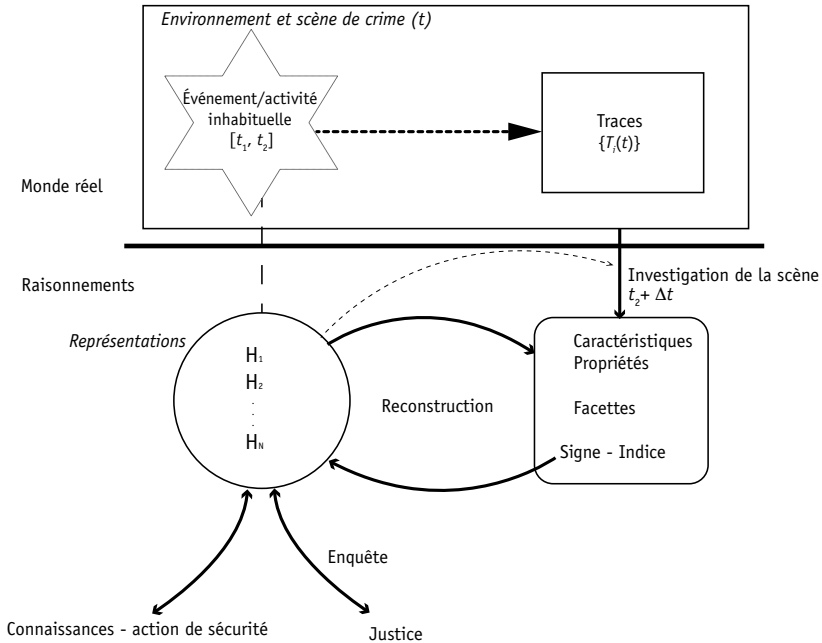 Environnement et scène de crime (t)
Événement/activité
inhabituelle
[t₁, t₂]
Traces
{Tᵢ(t)}
Monde réel
Investigation de la scène
t₂+ Δt
Raisonnements
Représentations
H₁
H₂
.
.
.
H_N
Reconstruction
Caractéristiques
Propriétés
Facettes
Signe - Indice
Enquête
Connaissances - action de sécurité
Justice